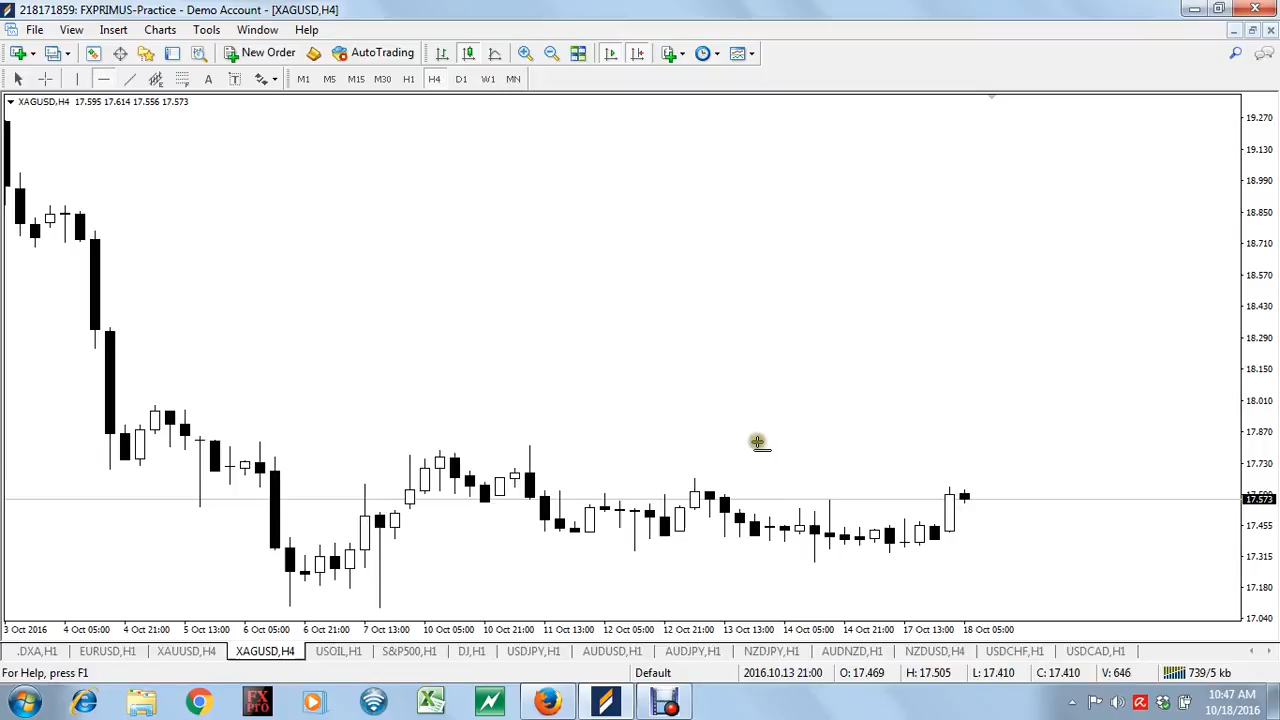 218171859: FXPRIMUS-Practice - Demo Account - [XAGUSD,H4]
File View Insert Charts Tools Window Help
New Order AutoTrading
A T M1 M5 M15 M30 H1 H4 D1 W1 MN
XAGUSD,H4 17.595 17.614 17.556 17.573
19.270
19.130
18.990
18.850
18.710
18.570
18.430
18.290
18.150
18.010
17.870
17.730
17.573
17.455
17.315
17.180
17.040
3 Oct 2016 4 Oct 05:00 4 Oct 21:00 5 Oct 13:00 6 Oct 05:00 6 Oct 21:00 7 Oct 13:00 10 Oct 05:00 10 Oct 21:00 11 Oct 13:00 12 Oct 05:00 12 Oct 21:00 13 Oct 13:00 14 Oct 05:00 14 Oct 21:00 17 Oct 13:00 18 Oct 05:00
.DXA,H1 EURUSD,H1 XAUUSD,H4 XAGUSD,H4 USOIL,H1 S&P500,H1 DJ,H1 USDJPY,H1 AUDUSD,H1 AUDJPY,H1 NZDJPY,H1 AUDNZD,H1 NZDUSD,H4 USDCHF,H1 USDCAD,H1
For Help, press F1 Default 2016.10.13 21:00 O: 17.469 H: 17.505 L: 17.410 C: 17.410 V: 646 739/5 kb
FX PRO
10:47 AM
10/18/2016